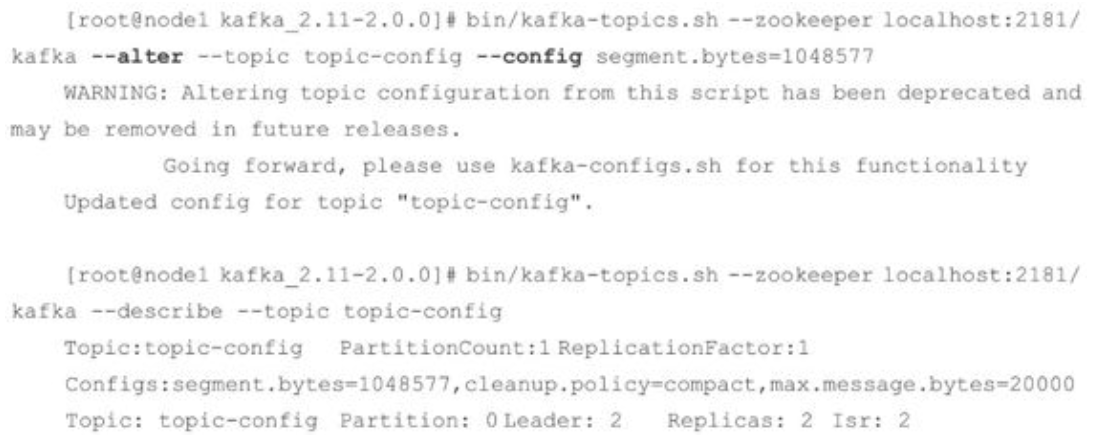 [root@node1 kafka_2.11-2.0.0]# bin/kafka-topics.sh --zookeeper localhost:2181/
kafka --alter --topic topic-config --config segment.bytes=1048577
WARNING: Altering topic configuration from this script has been deprecated and
may be removed in future releases.
Going forward, please use kafka-configs.sh for this functionality
Updated config for topic "topic-config".
[root@node1 kafka_2.11-2.0.0]# bin/kafka-topics.sh --zookeeper localhost:2181/
kafka --describe --topic topic-config
Topic:topic-config PartitionCount:1 ReplicationFactor:1
Configs:segment.bytes=1048577,cleanup.policy=compact,max.message.bytes=20000
Topic: topic-config Partition: 0 Leader: 2 Replicas: 2 Isr: 2